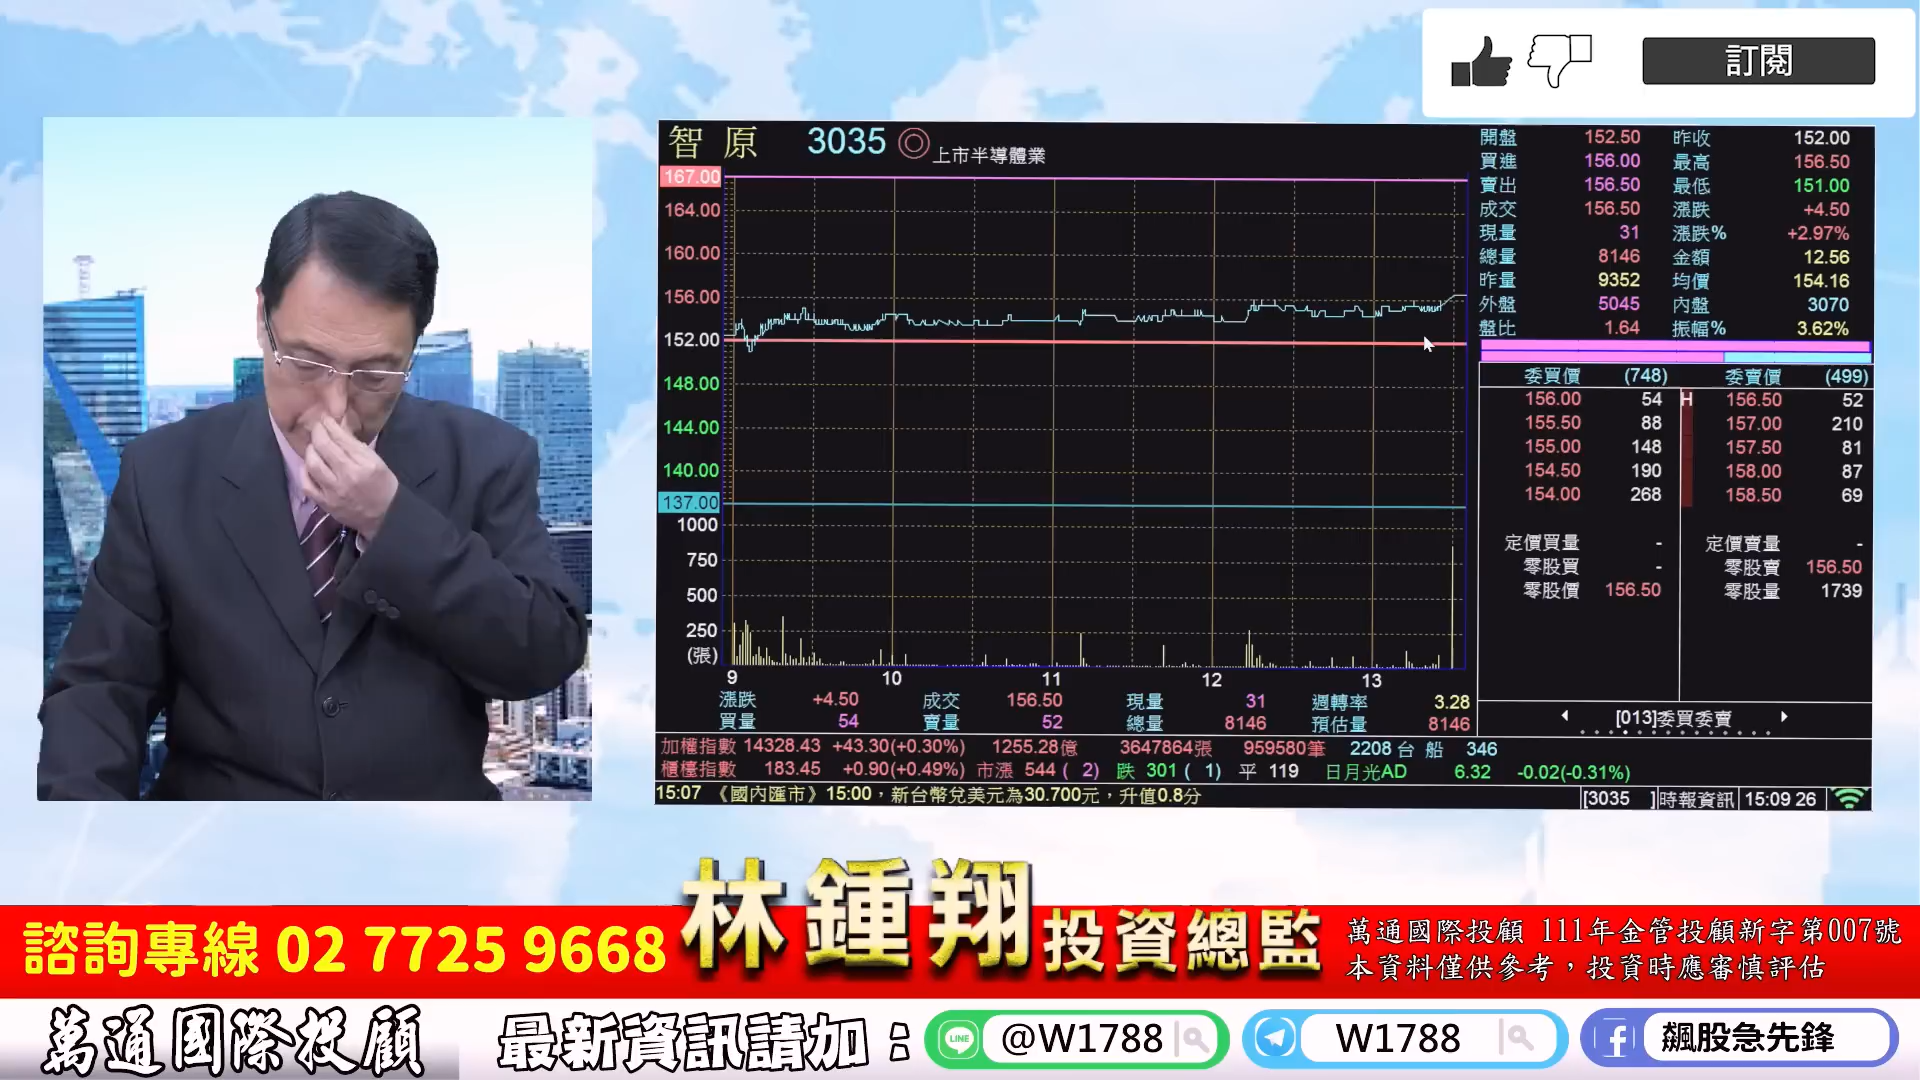 訂閱
智原 3035 ◎ 上市半導體業
167.00
164.00
160.00
156.00
152.00
148.00
144.00
140.00
137.00
1000
750
500
250
(張)
9 10 11 12 13
漲跌 +4.50 成交 156.50 現量 31 週轉率 3.28
買量 54 賣量 52 總量 8146 預估量 8146
開盤 152.50 昨收 152.00
買進 156.00 最高 156.50
賣出 156.50 最低 151.00
成交 156.50 漲跌 +4.50
現量 31 漲跌% +2.97%
總量 8146 金額 12.56
昨量 9352 均價 154.16
外盤 5045 內盤 3070
盤比 1.64 振幅% 3.62%
委買價 (748) 委賣價 (499)
156.00 54 H 156.50 52
155.50 88 157.00 210
155.00 148 157.50 81
154.50 190 158.00 87
154.00 268 158.50 69
定價買量 - 定價賣量 -
零股買 - 零股賣 156.50
零股價 156.50 零股量 1739
[013]委買委賣
加權指數 14328.43 +43.30(+0.30%) 1255.28億 3647864張 959580筆 2208 台船 346
櫃檯指數 183.45 +0.90(+0.49%) 市漲 544 ( 2) 跌 301 ( 1) 平 119 日月光AD 6.32 -0.02(-0.31%)
15:07 《國內匯市》15:00，新台幣兌美元為30.700元，升值0.8分
[3035 ] 時報資訊 15:09 26
諮詢專線 02 7725 9668
林鍾翔 投資總監
萬通國際投顧 111年金管投顧新字第007號
本資料僅供參考，投資時應審慎評估
萬通國際投顧
最新資訊請加：
LINE @W1788
W1788
飆股急先鋒